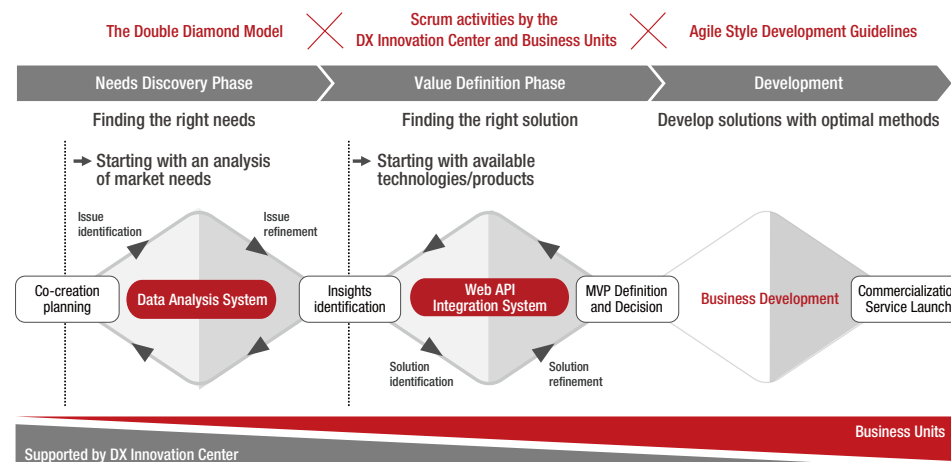 The Double Diamond Model
Scrum activities by the
DX Innovation Center and Business Units
Agile Style Development Guidelines
Needs Discovery Phase
Value Definition Phase
Development
Finding the right needs
Finding the right solution
Develop solutions with optimal methods
Starting with an analysis
of market needs
Starting with available
technologies/products
Issue
identification
Issue
refinement
Co-creation
planning
Data Analysis System
Insights
identification
Web API
Integration System
MVP Definition
and Decision
Business Development
Commercializatio
Service Launch
Solution
identification
Solution
refinement
Business Units
Supported by DX Innovation Center